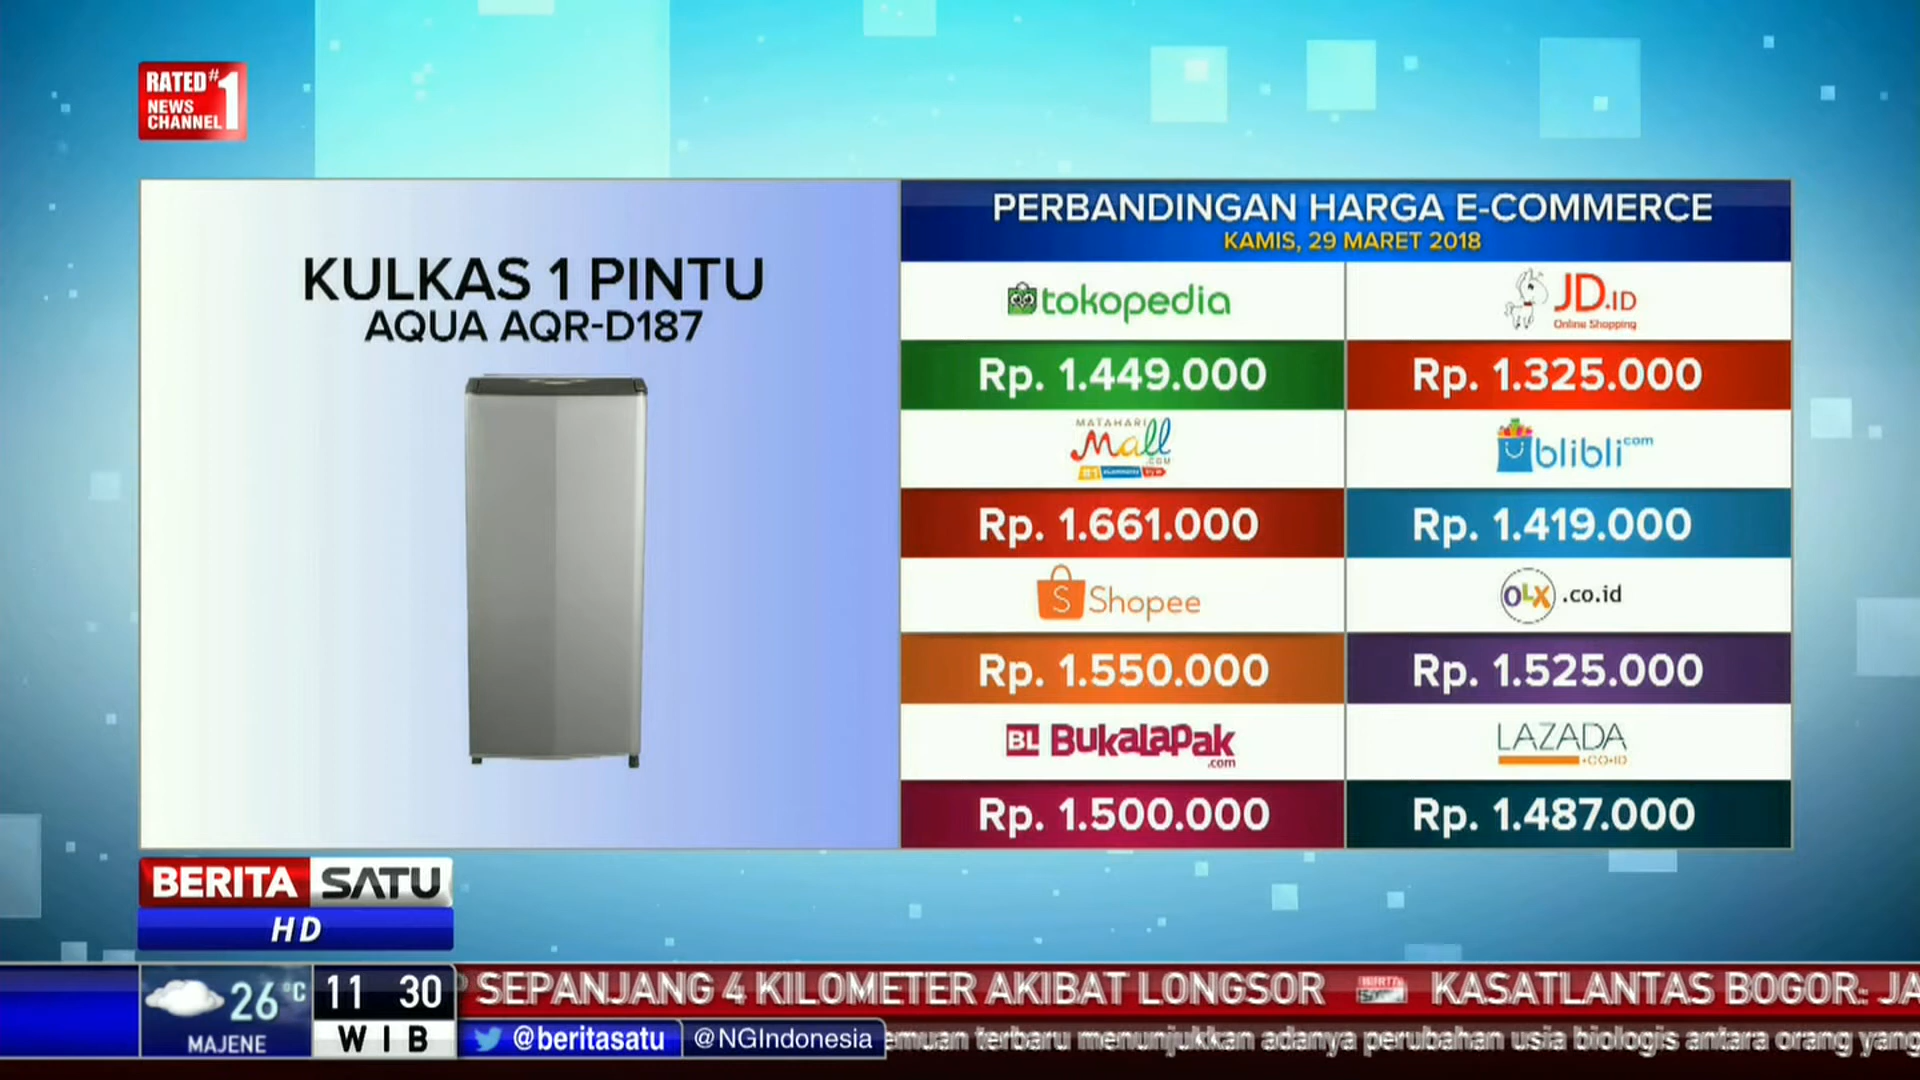 RATED #1
NEWS
CHANNEL
KULKAS 1 PINTU
AQUA AQR-D187
PERBANDINGAN HARGA E-COMMERCE
KAMIS, 29 MARET 2018
tokopedia
JD.ID
Online Shopping
Rp. 1.449.000
Rp. 1.325.000
MATAHARI
Mall
.COM
#1
blibli.com
Rp. 1.661.000
Rp. 1.419.000
Shopee
OLX.co.id
Rp. 1.550.000
Rp. 1.525.000
BL BukalaPak
.com
LAZADA
.CO.ID
Rp. 1.500.000
Rp. 1.487.000
BERITA SATU
HD
26°C
MAJENE
11 30
WIB
SEPANJANG 4 KILOMETER AKIBAT LONGSOR
KASATLANTAS BOGOR: JA
@beritasatu
@NGIndonesia
emuan terbaru menunjukkan adanya perubahan usia biologis antara orang yang